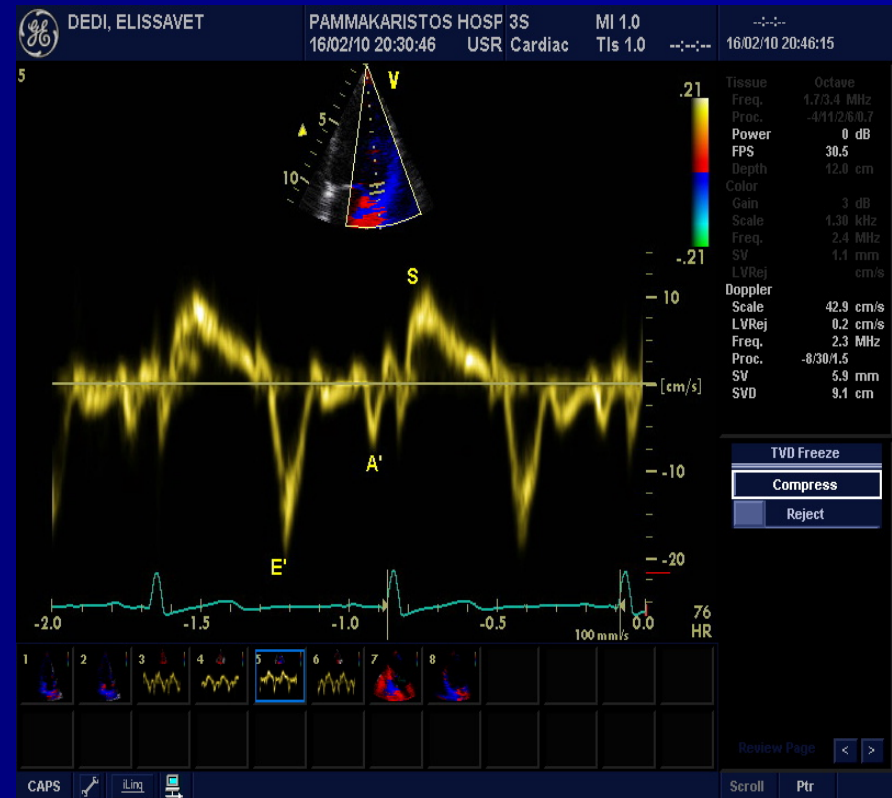 DEDI, ELISSAVET
PAMMAKARISTOS HOSP
16/02/10 20:30:46 USR
3S MI 1.0
Cardiac TIs 1.0 --:--:--
--:--:--
16/02/10 20:46:15
5
V
.21
5
10
-.21
Tissue Octave
Freq. 1.7/3.4 MHz
Proc. -4/11/2/6/0.7
Power 0 dB
FPS 30.5
Depth 12.0 cm
Color
Gain 3 dB
Scale 1.30 kHz
Freq. 2.4 MHz
SV 1.1 mm
LVRej cm/s
Doppler
Scale 42.9 cm/s
LVRej 0.2 cm/s
Freq. 2.3 MHz
Proc. -8/30/1.5
SV 5.9 mm
SVD 9.1 cm
S
10
[cm/s]
A'
-10
E'
-20
-2.0 -1.5 -1.0 -0.5 0.0
100 mm/s
76
HR
TVD Freeze
Compress
Reject
1 2 3 4 5 6 7 8
Review Page < >
CAPS iLinq
Scroll Ptr